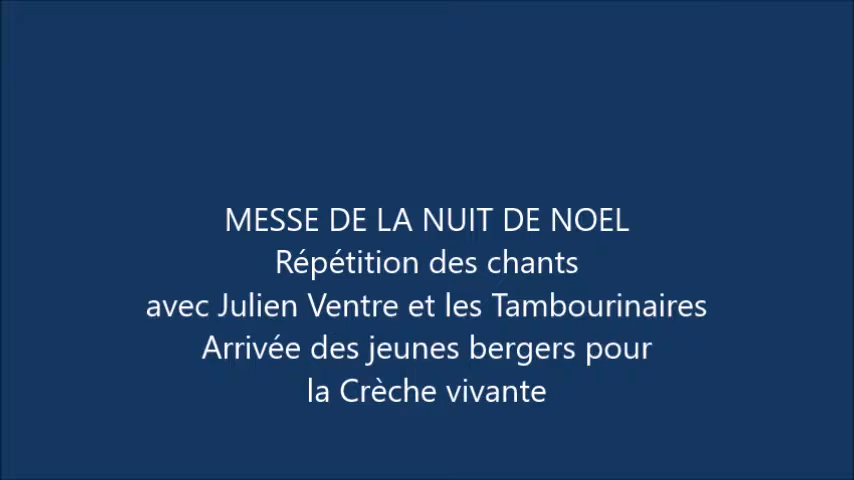 MESSE DE LA NUIT DE NOEL
Répétition des chants
avec Julien Ventre et les Tambourinaires
Arrivée des jeunes bergers pour
la Crèche vivante